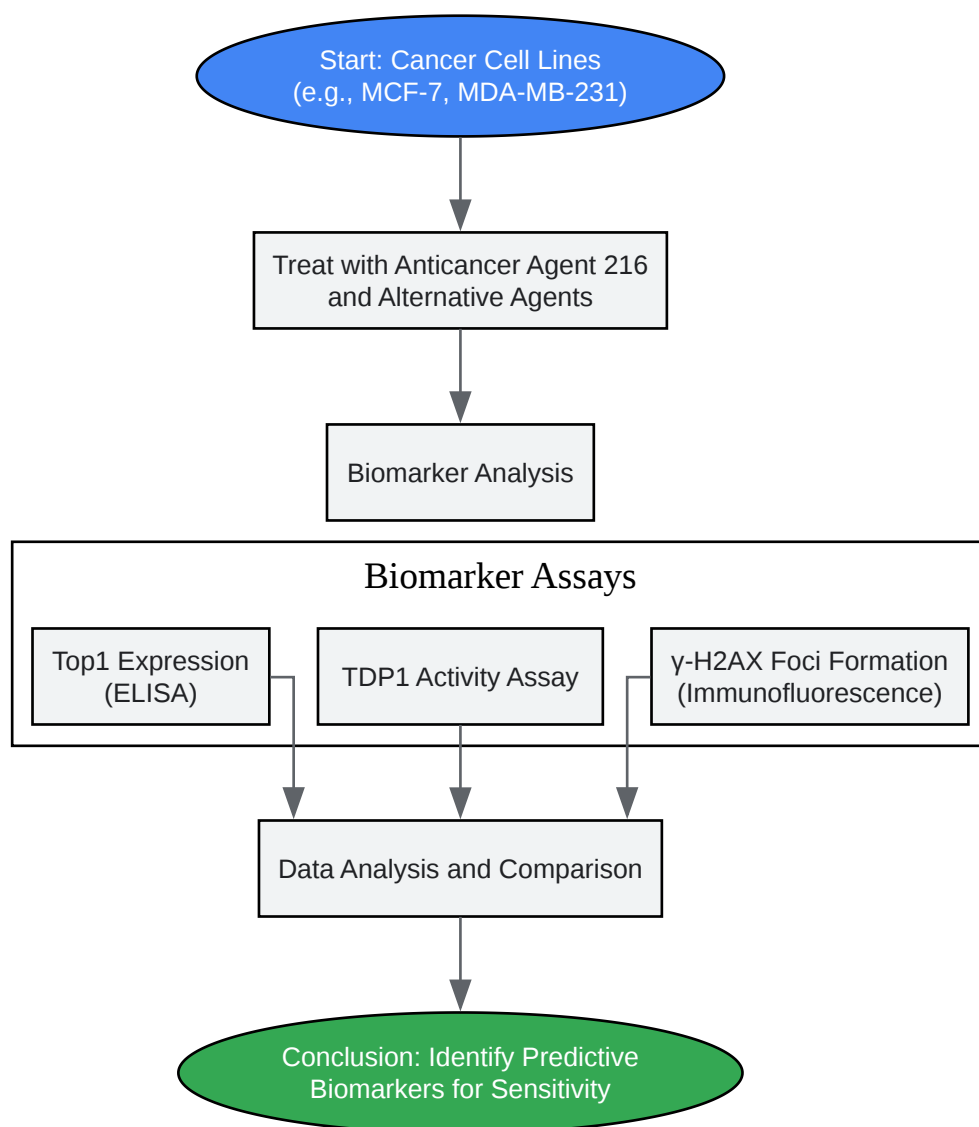 Start: Cancer Cell Lines
(e.g., MCF-7, MDA-MB-231)
Treat with Anticancer Agent 216
and Alternative Agents
Biomarker Analysis
Biomarker Assays
Top1 Expression
(ELISA)
TDP1 Activity Assay
γ-H2AX Foci Formation
(Immunofluorescence)
Data Analysis and Comparison
Conclusion: Identify Predictive
Biomarkers for Sensitivity